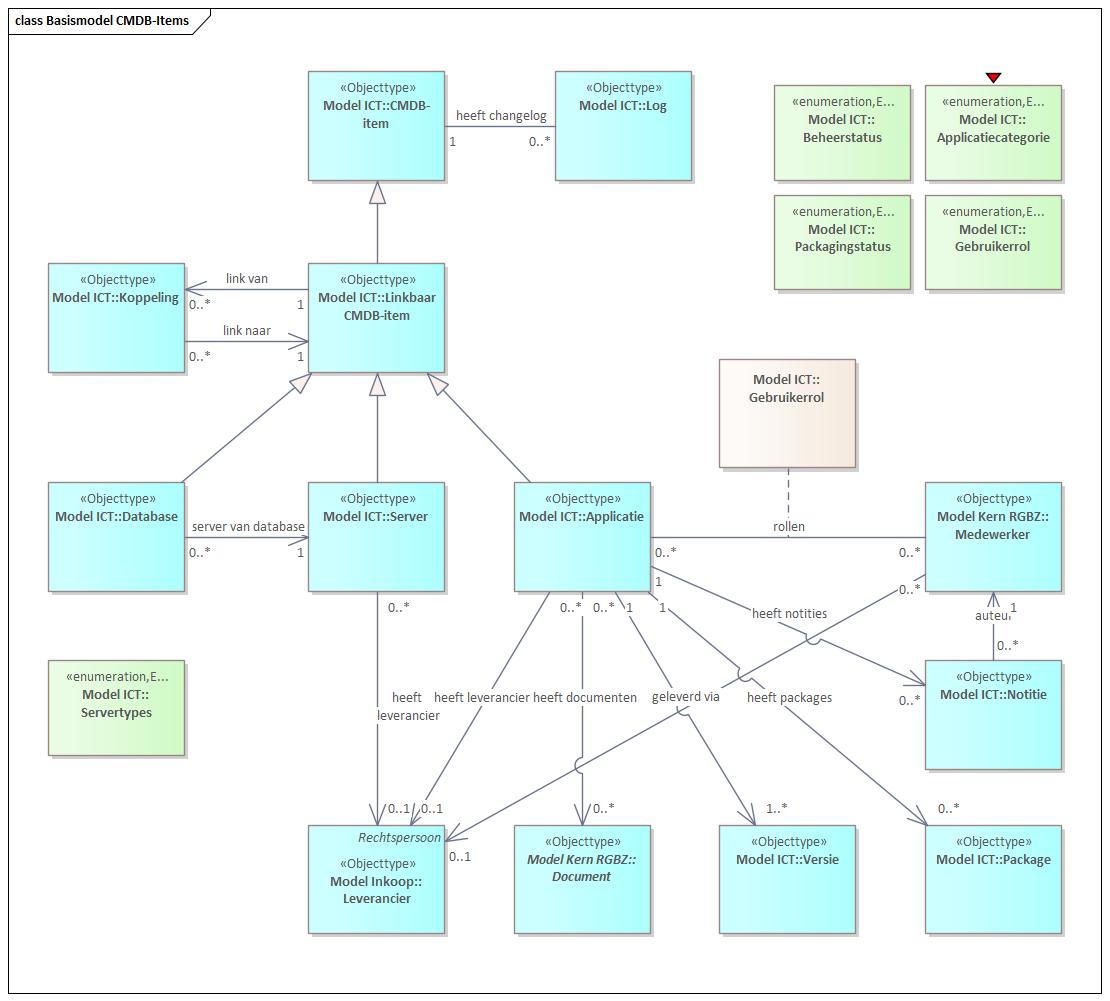 class Basismodel CMDB-Items
«Objecttype»
Model ICT::CMDB-
item
heeft changelog
1
0..*
«Objecttype»
Model ICT::Log
«enumeration,E...
Model ICT::
Beheerstatus
«enumeration,E...
Model ICT::
Applicatiecategorie
«enumeration,E...
Model ICT::
Packagingstatus
«enumeration,E...
Model ICT::
Gebruikerrol
«Objecttype»
Model ICT::Koppeling
link van
0..*
1
link naar
0..*
1
«Objecttype»
Model ICT::Linkbaar
CMDB-item
Model ICT::
Gebruikerrol
«Objecttype»
Model ICT::Database
server van database
0..*
1
«Objecttype»
Model ICT::Server
«Objecttype»
Model ICT::Applicatie
rollen
0..*
0..*
«Objecttype»
Model Kern RGBZ::
Medewerker
1
0..*
0..*
0..*
0..*
1
1
heeft notities
auteur
1
0..*
«enumeration,E...
Model ICT::
Servertypes
heeft
leverancier
heeft leverancier
heeft documenten
geleverd via
heeft packages
0..*
«Objecttype»
Model ICT::Notitie
0..1
0..1
0..*
1..*
0..*
Rechtspersoon
«Objecttype»
Model Inkoop::
Leverancier
0..1
«Objecttype»
Model Kern RGBZ::
Document
«Objecttype»
Model ICT::Versie
«Objecttype»
Model ICT::Package